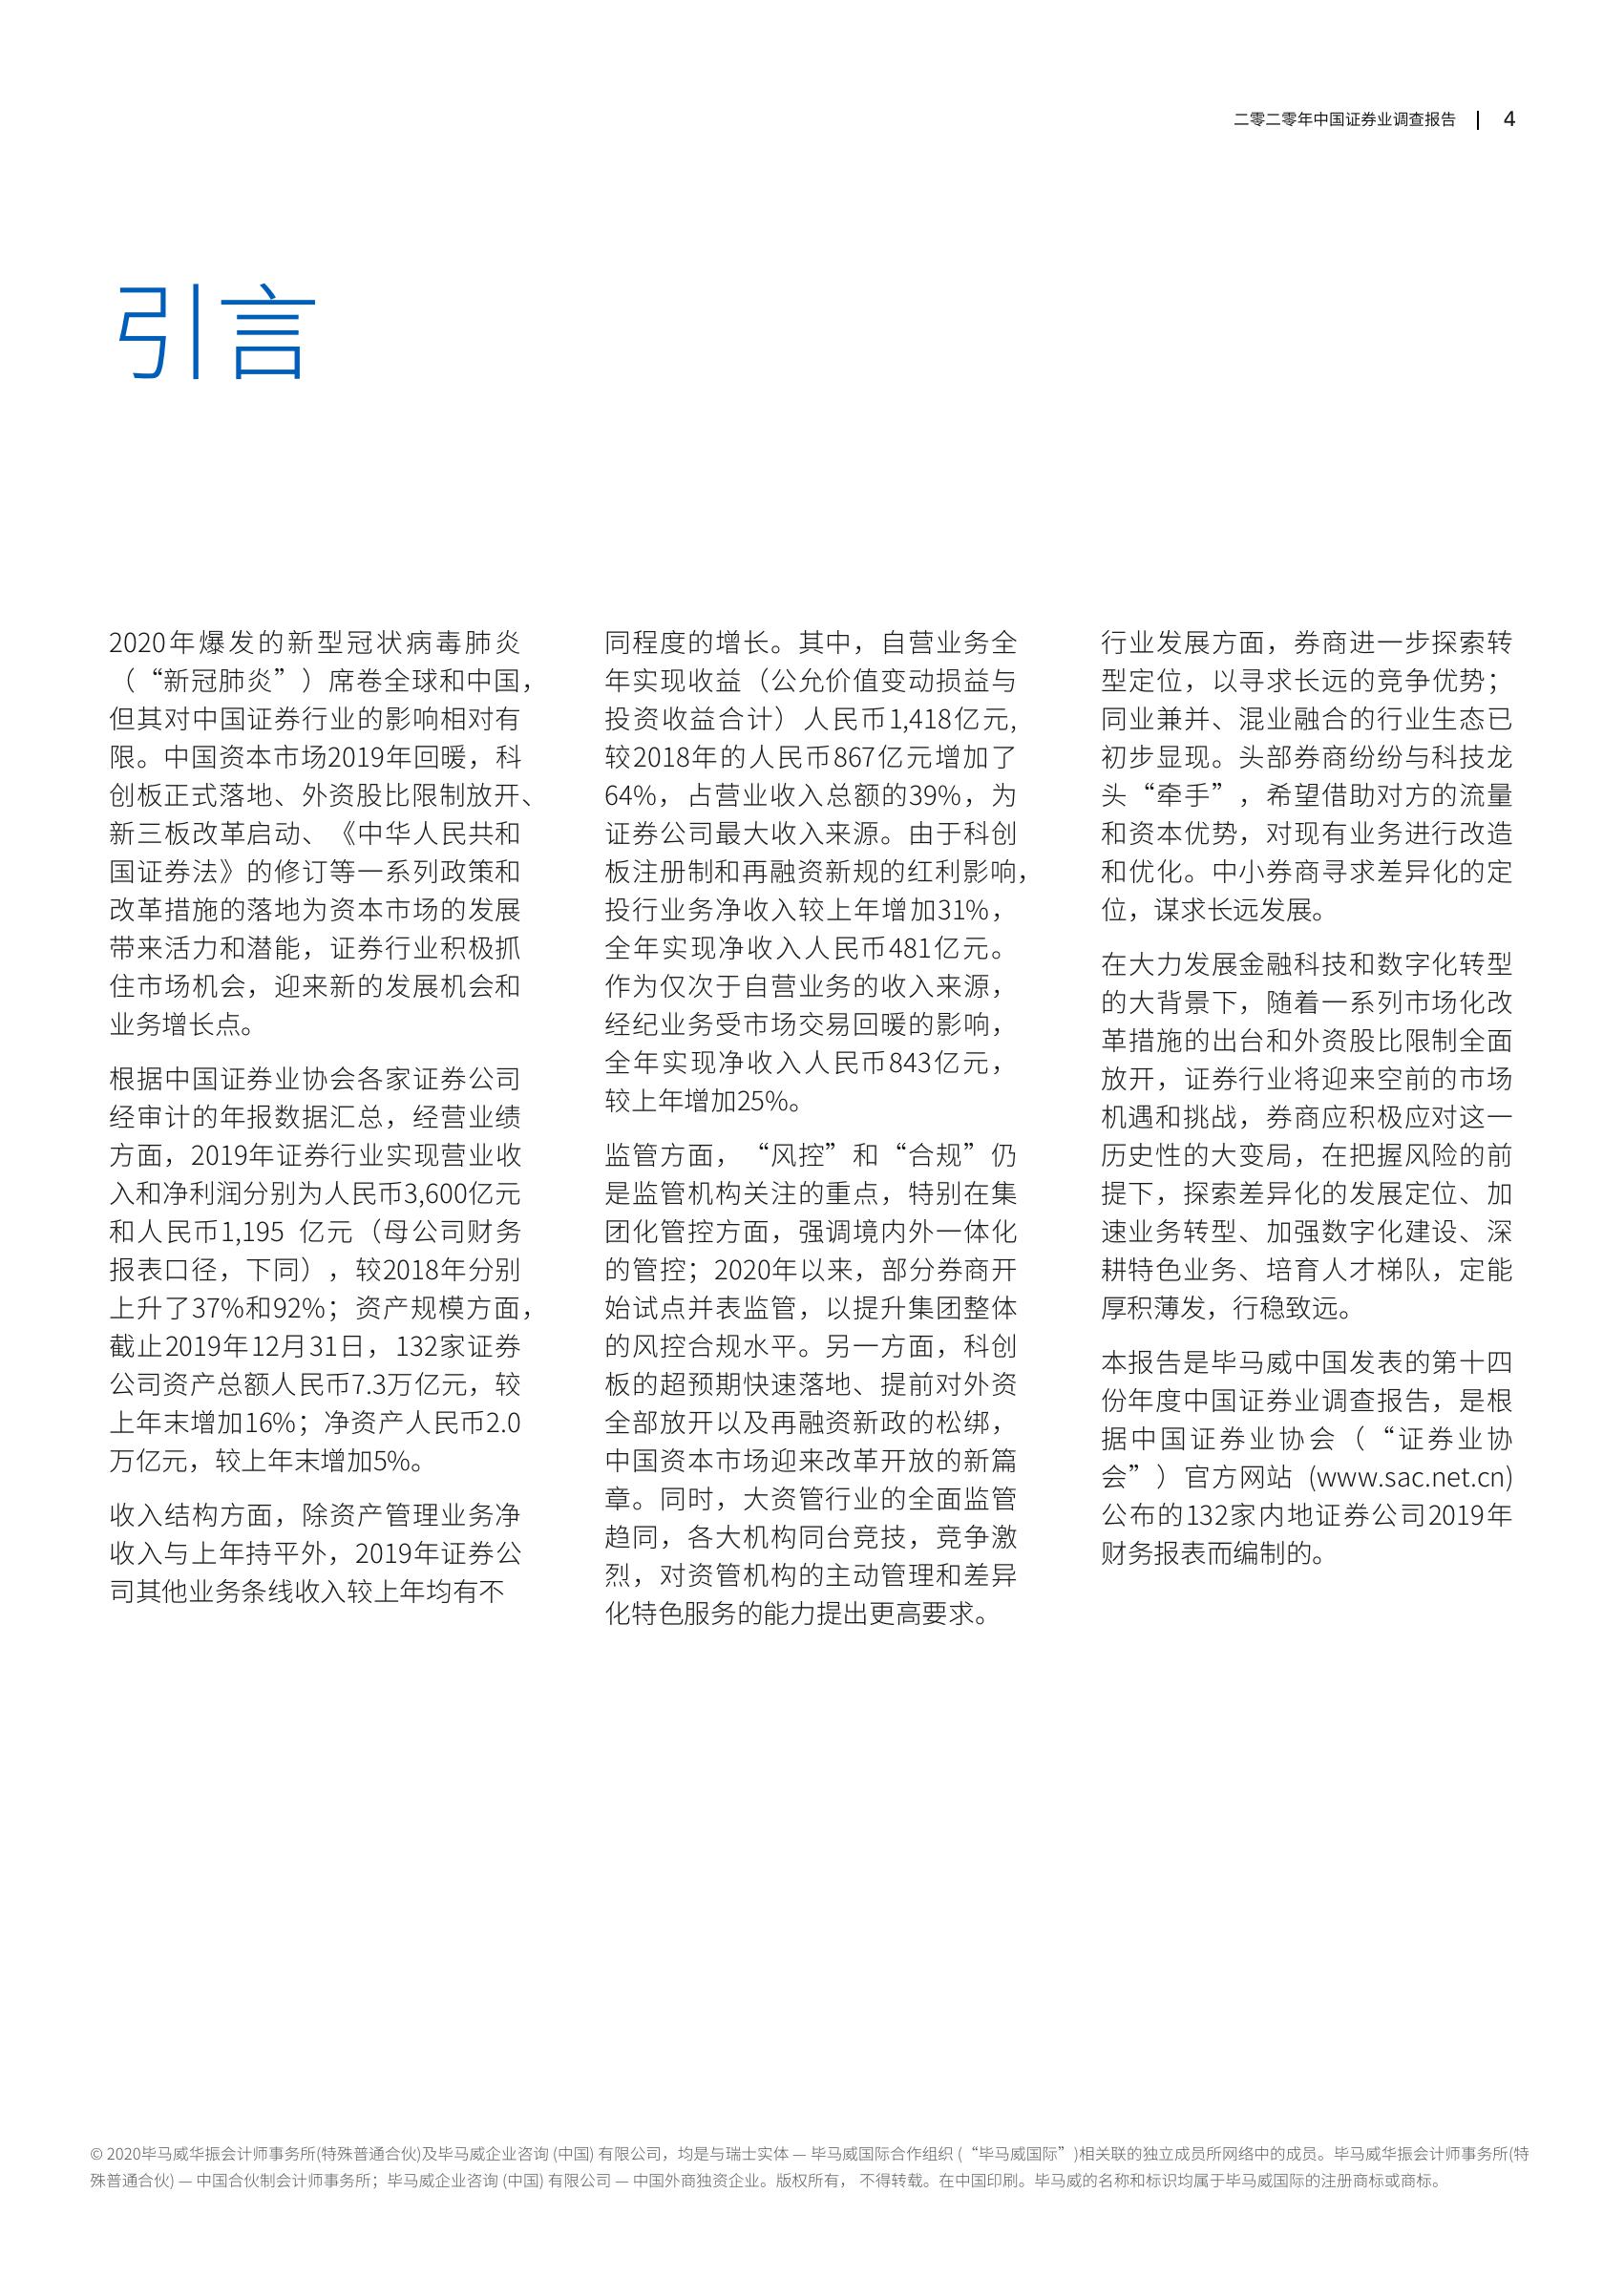 二零二零年中国证券业调查报告 | 4
引言
2020年爆发的新型冠状病毒肺炎
（“新冠肺炎”）席卷全球和中国，
但其对中国证券行业的影响相对有
限。中国资本市场2019年回暖，科
创板正式落地、外资股比限制放开、
新三板改革启动、《中华人民共和
国证券法》的修订等一系列政策和
改革措施的落地为资本市场的发展
带来活力和潜能，证券行业积极抓
住市场机会，迎来新的发展机会和
业务增长点。
根据中国证券业协会各家证券公司
经审计的年报数据汇总，经营业绩
方面，2019年证券行业实现营业收
入和净利润分别为人民币3,600亿元
和人民币1,195 亿元（母公司财务
报表口径，下同），较2018年分别
上升了37%和92%；资产规模方面，
截止2019年12月31日，132家证券
公司资产总额人民币7.3万亿元，较
上年末增加16%；净资产人民币2.0
万亿元，较上年末增加5%。
收入结构方面，除资产管理业务净
收入与上年持平外，2019年证券公
司其他业务条线收入较上年均有不
同程度的增长。其中，自营业务全
年实现收益（公允价值变动损益与
投资收益合计）人民币1,418亿元,
较2018年的人民币867亿元增加了
64%，占营业收入总额的39%，为
证券公司最大收入来源。由于科创
板注册制和再融资新规的红利影响，
投行业务净收入较上年增加31%，
全年实现净收入人民币481亿元。
作为仅次于自营业务的收入来源，
经纪业务受市场交易回暖的影响，
全年实现净收入人民币843亿元，
较上年增加25%。
监管方面，“风控”和“合规”仍
是监管机构关注的重点，特别在集
团化管控方面，强调境内外一体化
的管控；2020年以来，部分券商开
始试点并表监管，以提升集团整体
的风控合规水平。另一方面，科创
板的超预期快速落地、提前对外资
全部放开以及再融资新政的松绑，
中国资本市场迎来改革开放的新篇
章。同时，大资管行业的全面监管
趋同，各大机构同台竞技，竞争激
烈，对资管机构的主动管理和差异
化特色服务的能力提出更高要求。
行业发展方面，券商进一步探索转
型定位，以寻求长远的竞争优势；
同业兼并、混业融合的行业生态已
初步显现。头部券商纷纷与科技龙
头“牵手”，希望借助对方的流量
和资本优势，对现有业务进行改造
和优化。中小券商寻求差异化的定
位，谋求长远发展。
在大力发展金融科技和数字化转型
的大背景下，随着一系列市场化改
革措施的出台和外资股比限制全面
放开，证券行业将迎来空前的市场
机遇和挑战，券商应积极应对这一
历史性的大变局，在把握风险的前
提下，探索差异化的发展定位、加
速业务转型、加强数字化建设、深
耕特色业务、培育人才梯队，定能
厚积薄发，行稳致远。
本报告是毕马威中国发表的第十四
份年度中国证券业调查报告，是根
据中国证券业协会（“证券业协
会”）官方网站 (www.sac.net.cn)
公布的132家内地证券公司2019年
财务报表而编制的。
© 2020毕马威华振会计师事务所(特殊普通合伙)及毕马威企业咨询 (中国) 有限公司，均是与瑞士实体 — 毕马威国际合作组织 (“毕马威国际”)相关联的独立成员所网络中的成员。毕马威华振会计师事务所(特
殊普通合伙) — 中国合伙制会计师事务所；毕马威企业咨询 (中国) 有限公司 — 中国外商独资企业。版权所有， 不得转载。在中国印刷。毕马威的名称和标识均属于毕马威国际的注册商标或商标。